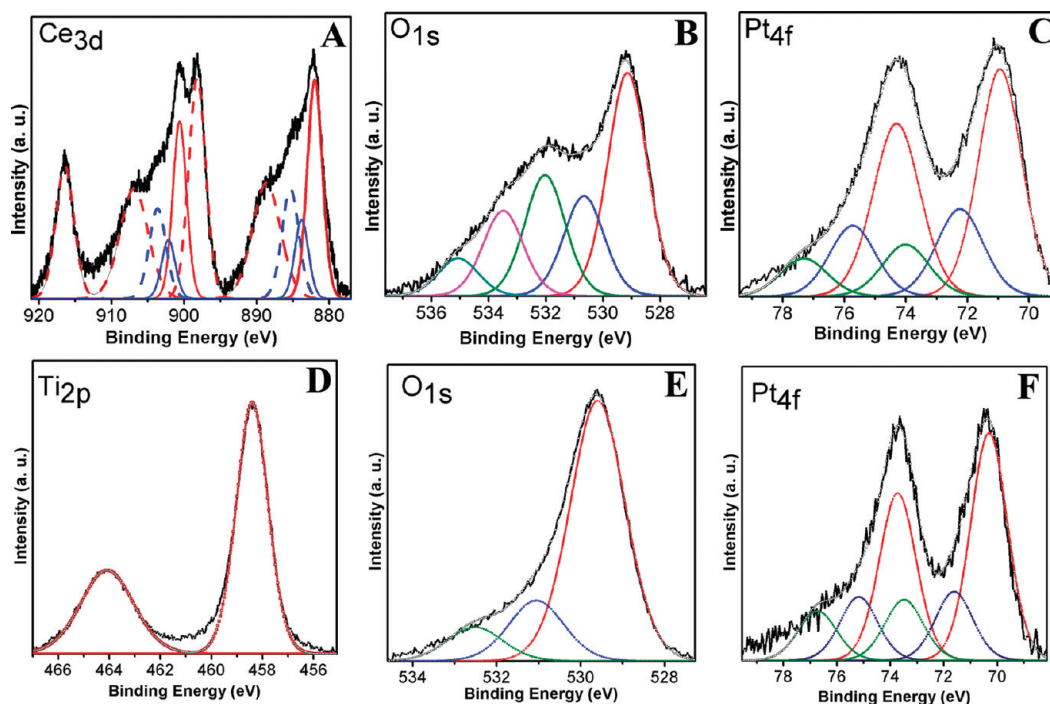 Ce3d
A
Intensity (a. u.)
920 910 900 890 880
Binding Energy (eV)
O1s
B
Intensity (a. u.)
536 534 532 530 528
Binding Energy (eV)
Pt4f
C
Intensity (a. u.)
78 76 74 72 70
Binding Energy (eV)
Ti2p
D
Intensity (a. u.)
466 464 462 460 458 456
Binding Energy (eV)
O1s
E
Intensity (a. u.)
534 532 530 528
Binding Energy (eV)
Pt4f
F
Intensity (a. u.)
78 76 74 72 70
Binding Energy (eV)